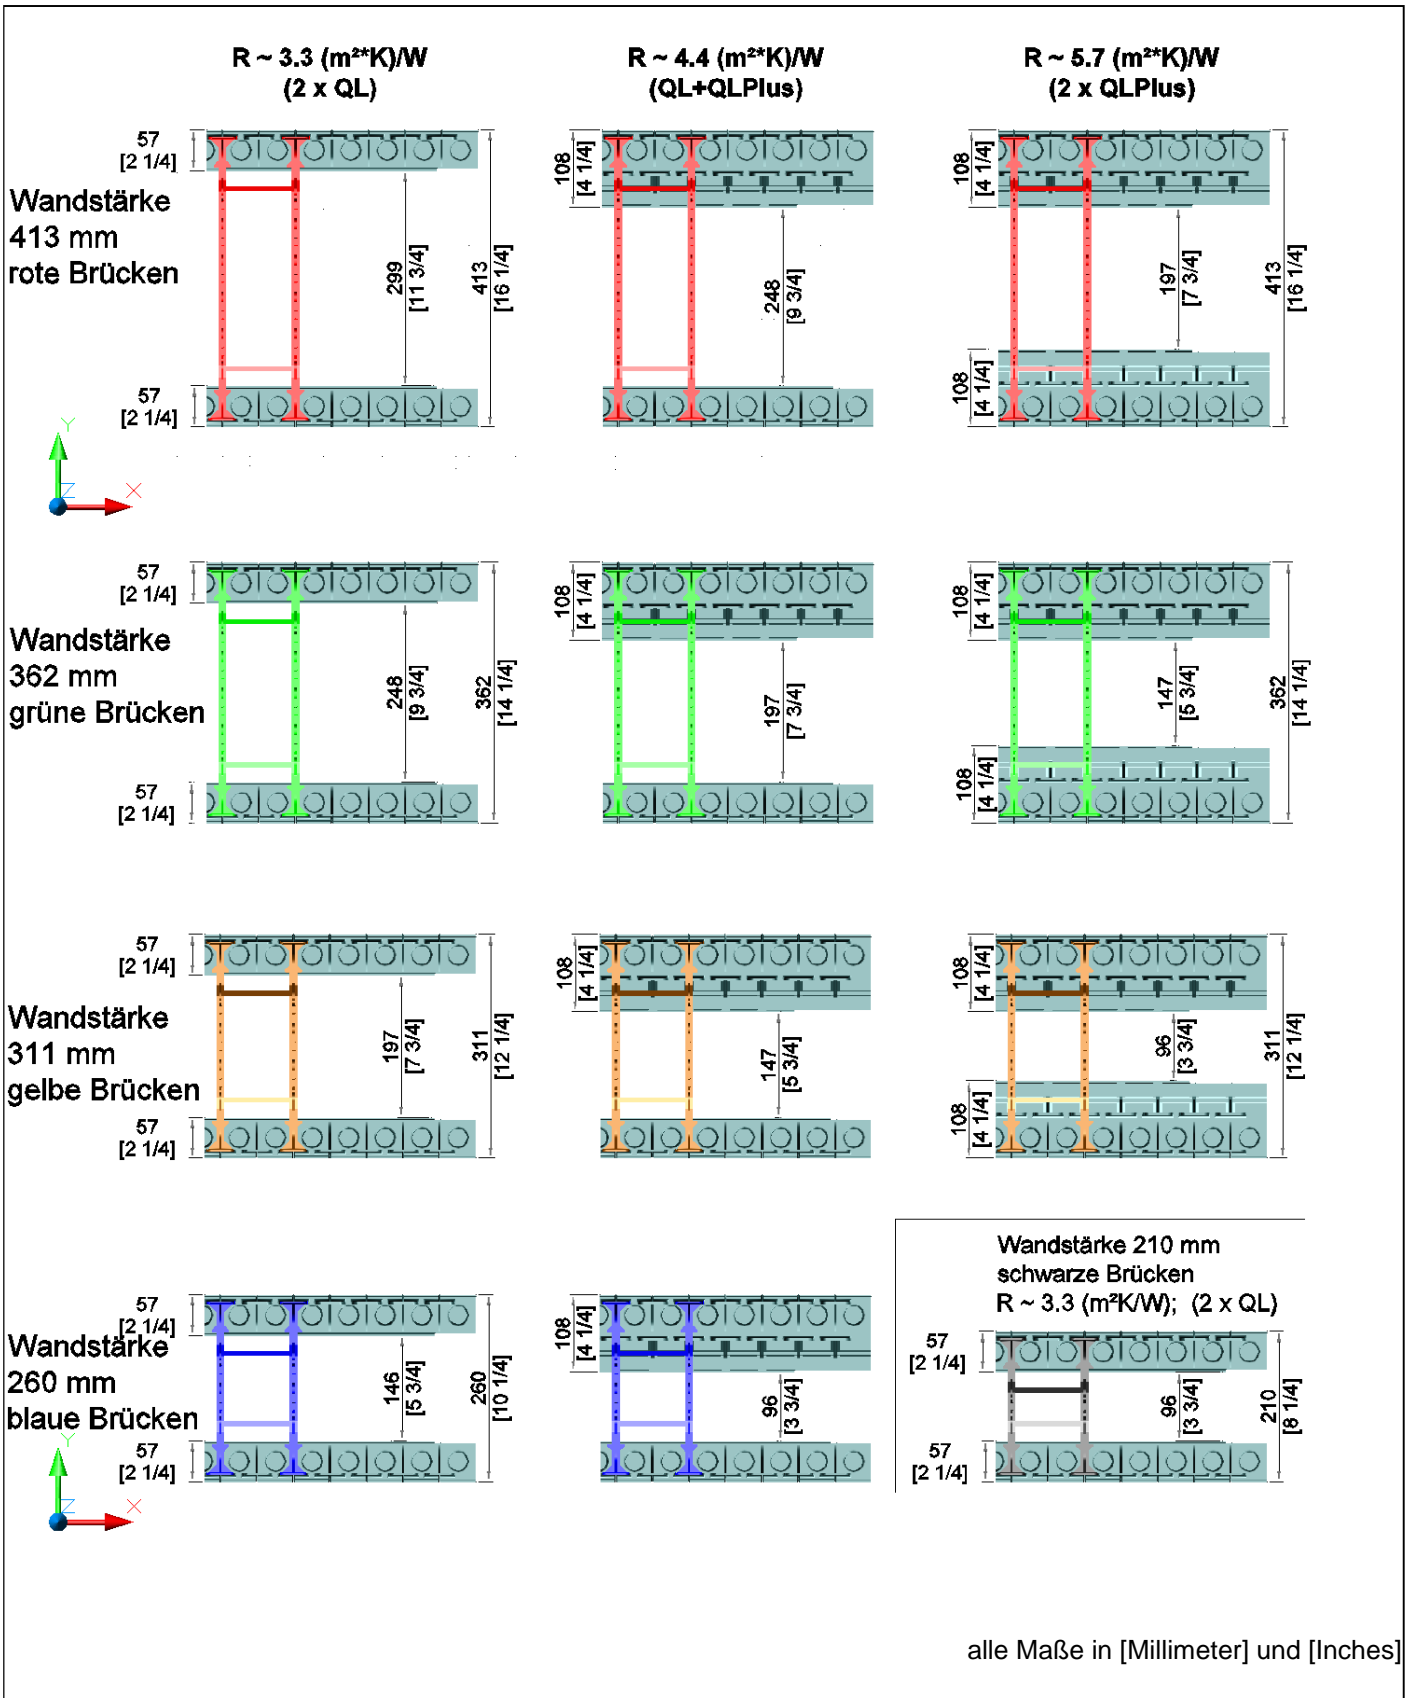 R ~ 3.3 (m²*K)/W
(2 x QL)
R ~ 4.4 (m²*K)/W
(QL+QLPlus)
R ~ 5.7 (m²*K)/W
(2 x QLPlus)
Wandstärke
413 mm
rote Brücken
57
[2 1/4]
57
[2 1/4]
299
[11 3/4]
413
[16 1/4]
108
[4 1/4]
248
[9 3/4]
108
[4 1/4]
108
[4 1/4]
197
[7 3/4]
413
[16 1/4]
Y
Z
X
Wandstärke
362 mm
grüne Brücken
57
[2 1/4]
57
[2 1/4]
248
[9 3/4]
362
[14 1/4]
108
[4 1/4]
197
[7 3/4]
108
[4 1/4]
108
[4 1/4]
147
[5 3/4]
362
[14 1/4]
Wandstärke
311 mm
gelbe Brücken
57
[2 1/4]
57
[2 1/4]
197
[7 3/4]
311
[12 1/4]
108
[4 1/4]
147
[5 3/4]
108
[4 1/4]
108
[4 1/4]
96
[3 3/4]
311
[12 1/4]
Wandstärke
260 mm
blaue Brücken
57
[2 1/4]
57
[2 1/4]
146
[5 3/4]
260
[10 1/4]
108
[4 1/4]
96
[3 3/4]
Wandstärke 210 mm
schwarze Brücken
R ~ 3.3 (m²K/W); (2 x QL)
57
[2 1/4]
57
[2 1/4]
96
[3 3/4]
210
[8 1/4]
Y
Z
X
alle Maße in [Millimeter] und [Inches]